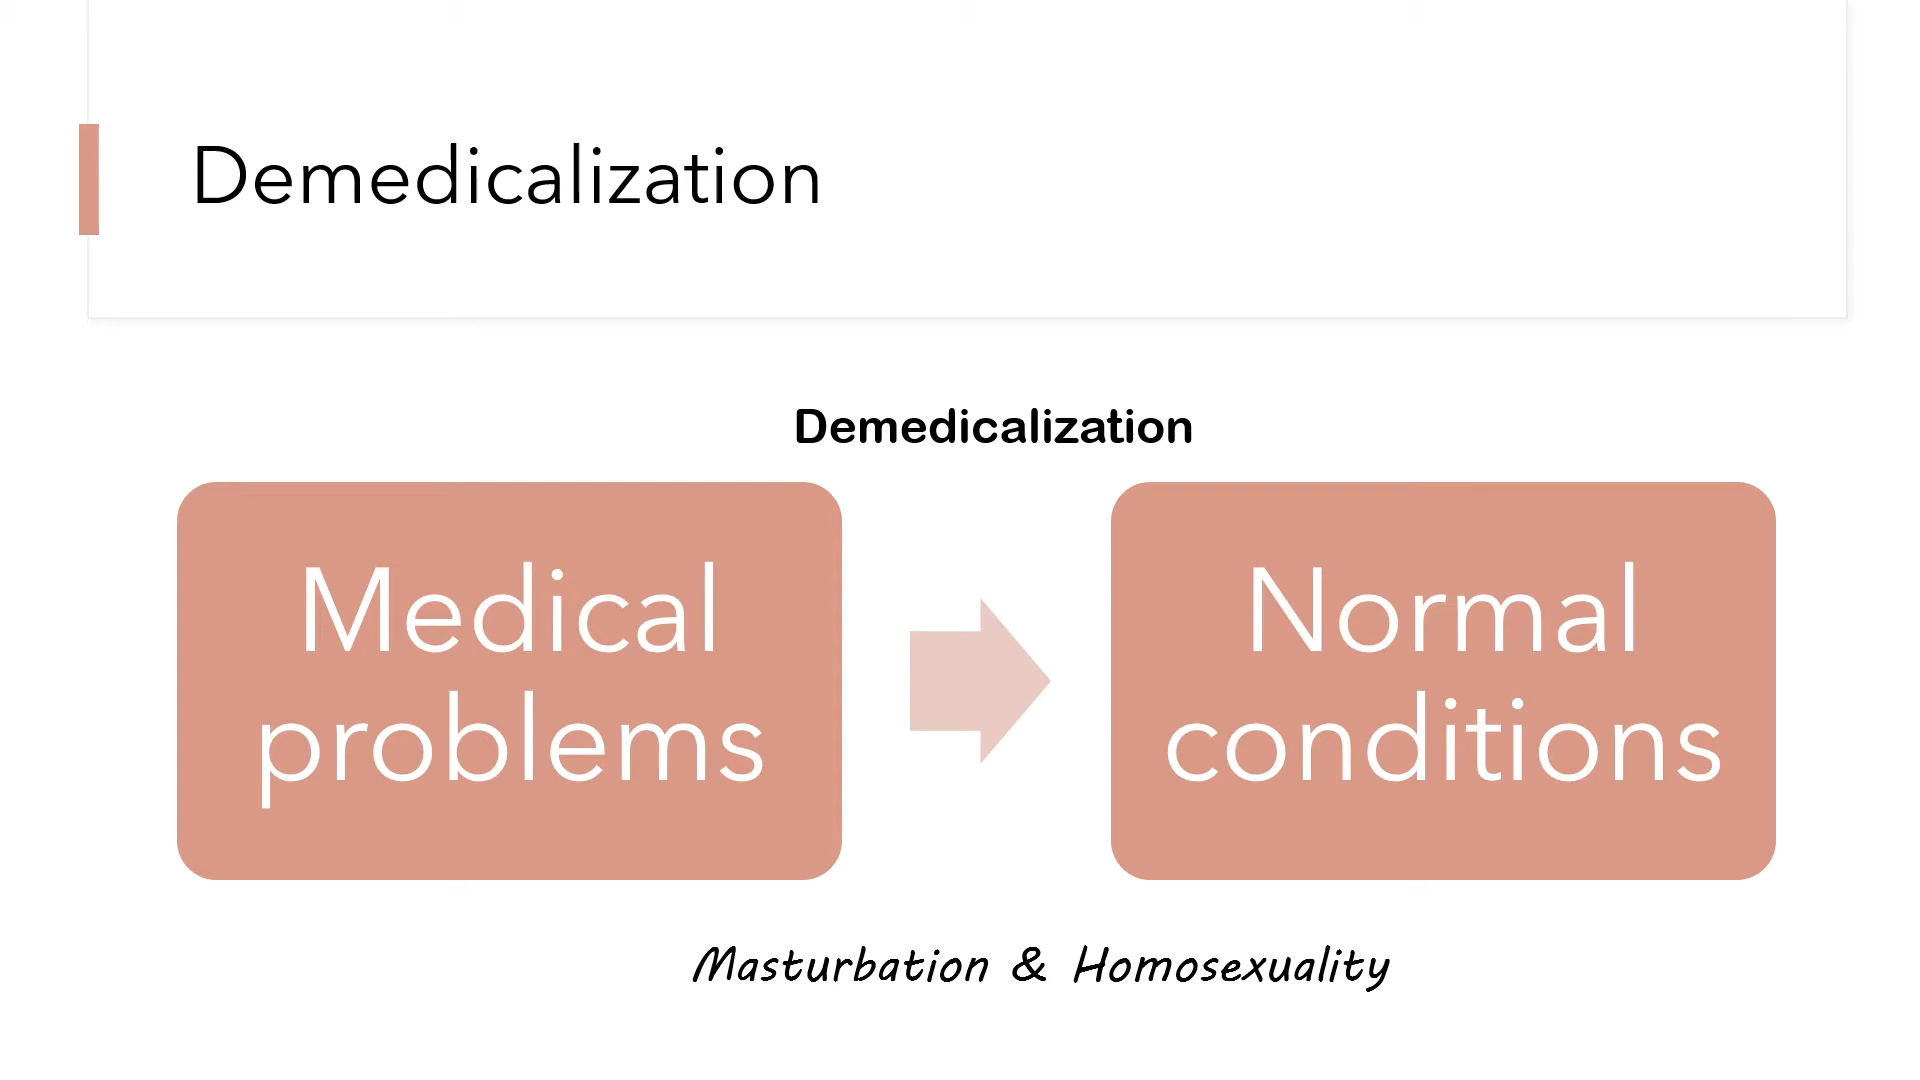 Demedicalization
Demedicalization
Medical
problems
Normal
conditions
Masturbation & Homosexuality